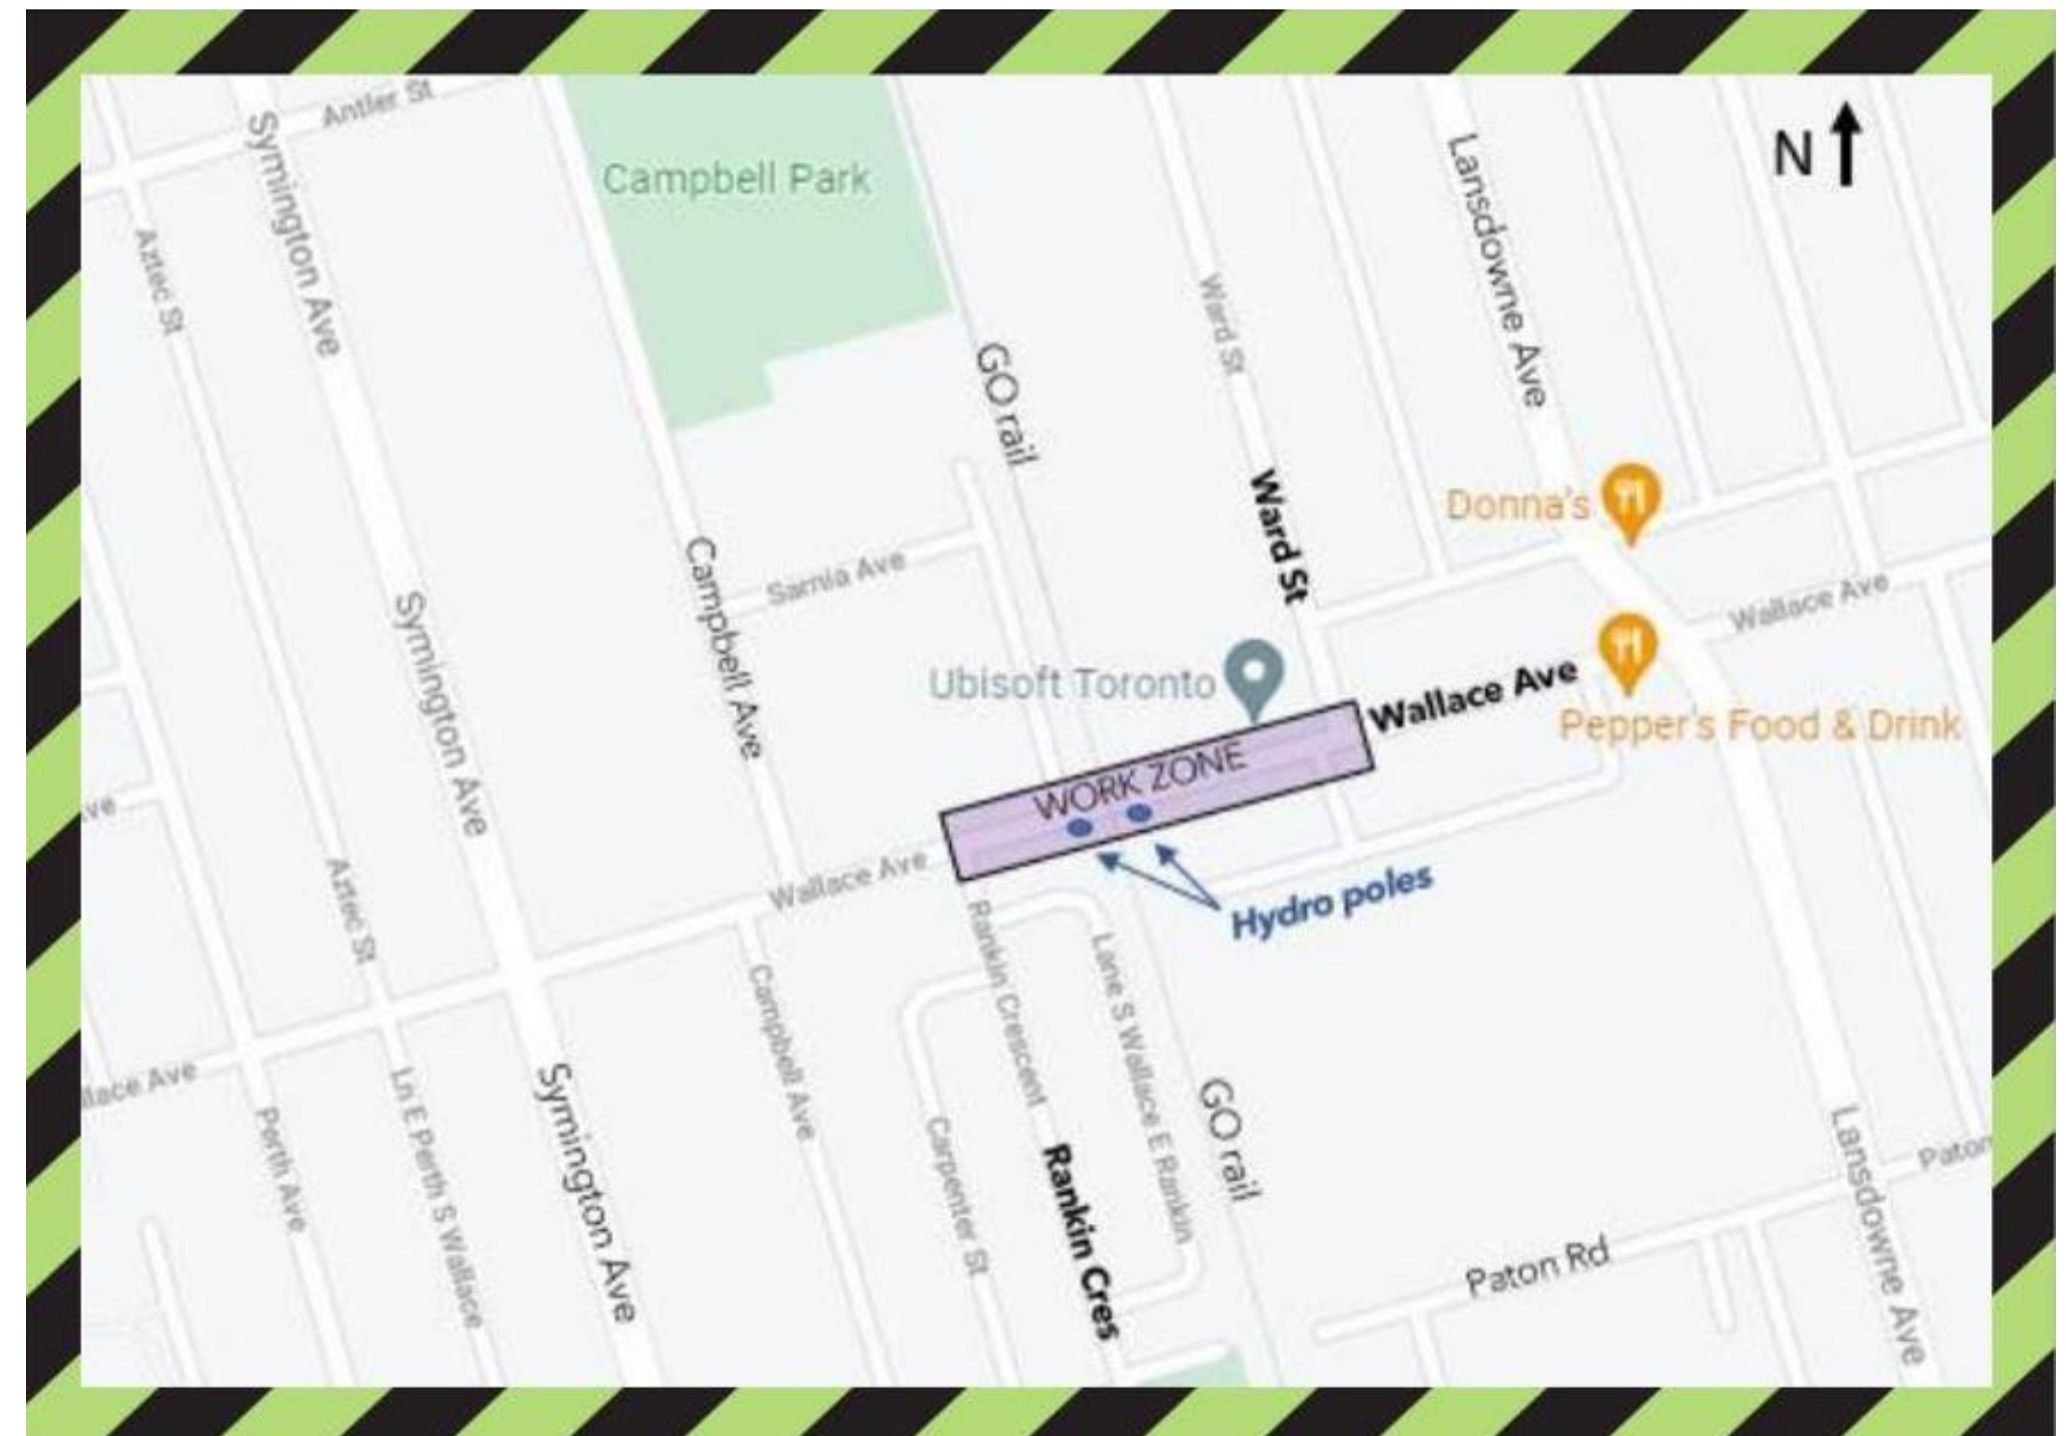 Antler St
Symington Ave
Campbell Park
N
Lansdowne Ave
Aztec St
Ward St
GO rail
Ward St
Donna's
Sarnia Ave
Campbell Ave
Symington Ave
Wallace Ave
Ubisoft Toronto
Wallace Ave
Pepper's Food & Drink
WORK ZONE
ve
Wallace Ave
Hydro poles
Aztec St
Rankin Crescent
Lane S Wallace E Rankin
Campbell Ave
llace Ave
Ln E Perth S Wallace
Symington Ave
Perth Ave
Carpenter St
Rankin Cres
GO rail
Lansdowne Ave
Paton
Paton Rd